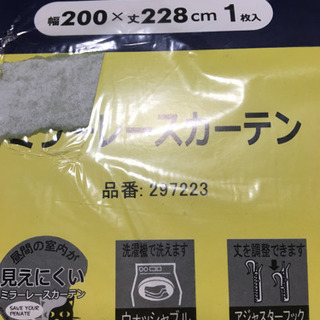 幅200×丈228cm 1枚入
ミラーレースカーテン
品番: 297223
昼間の室内が
見えにくい
ミラーレースカーテン
SAVE YOUR
洗濯機で洗えます
ウォッシャブル
丈を調整できます
アジャスターフック